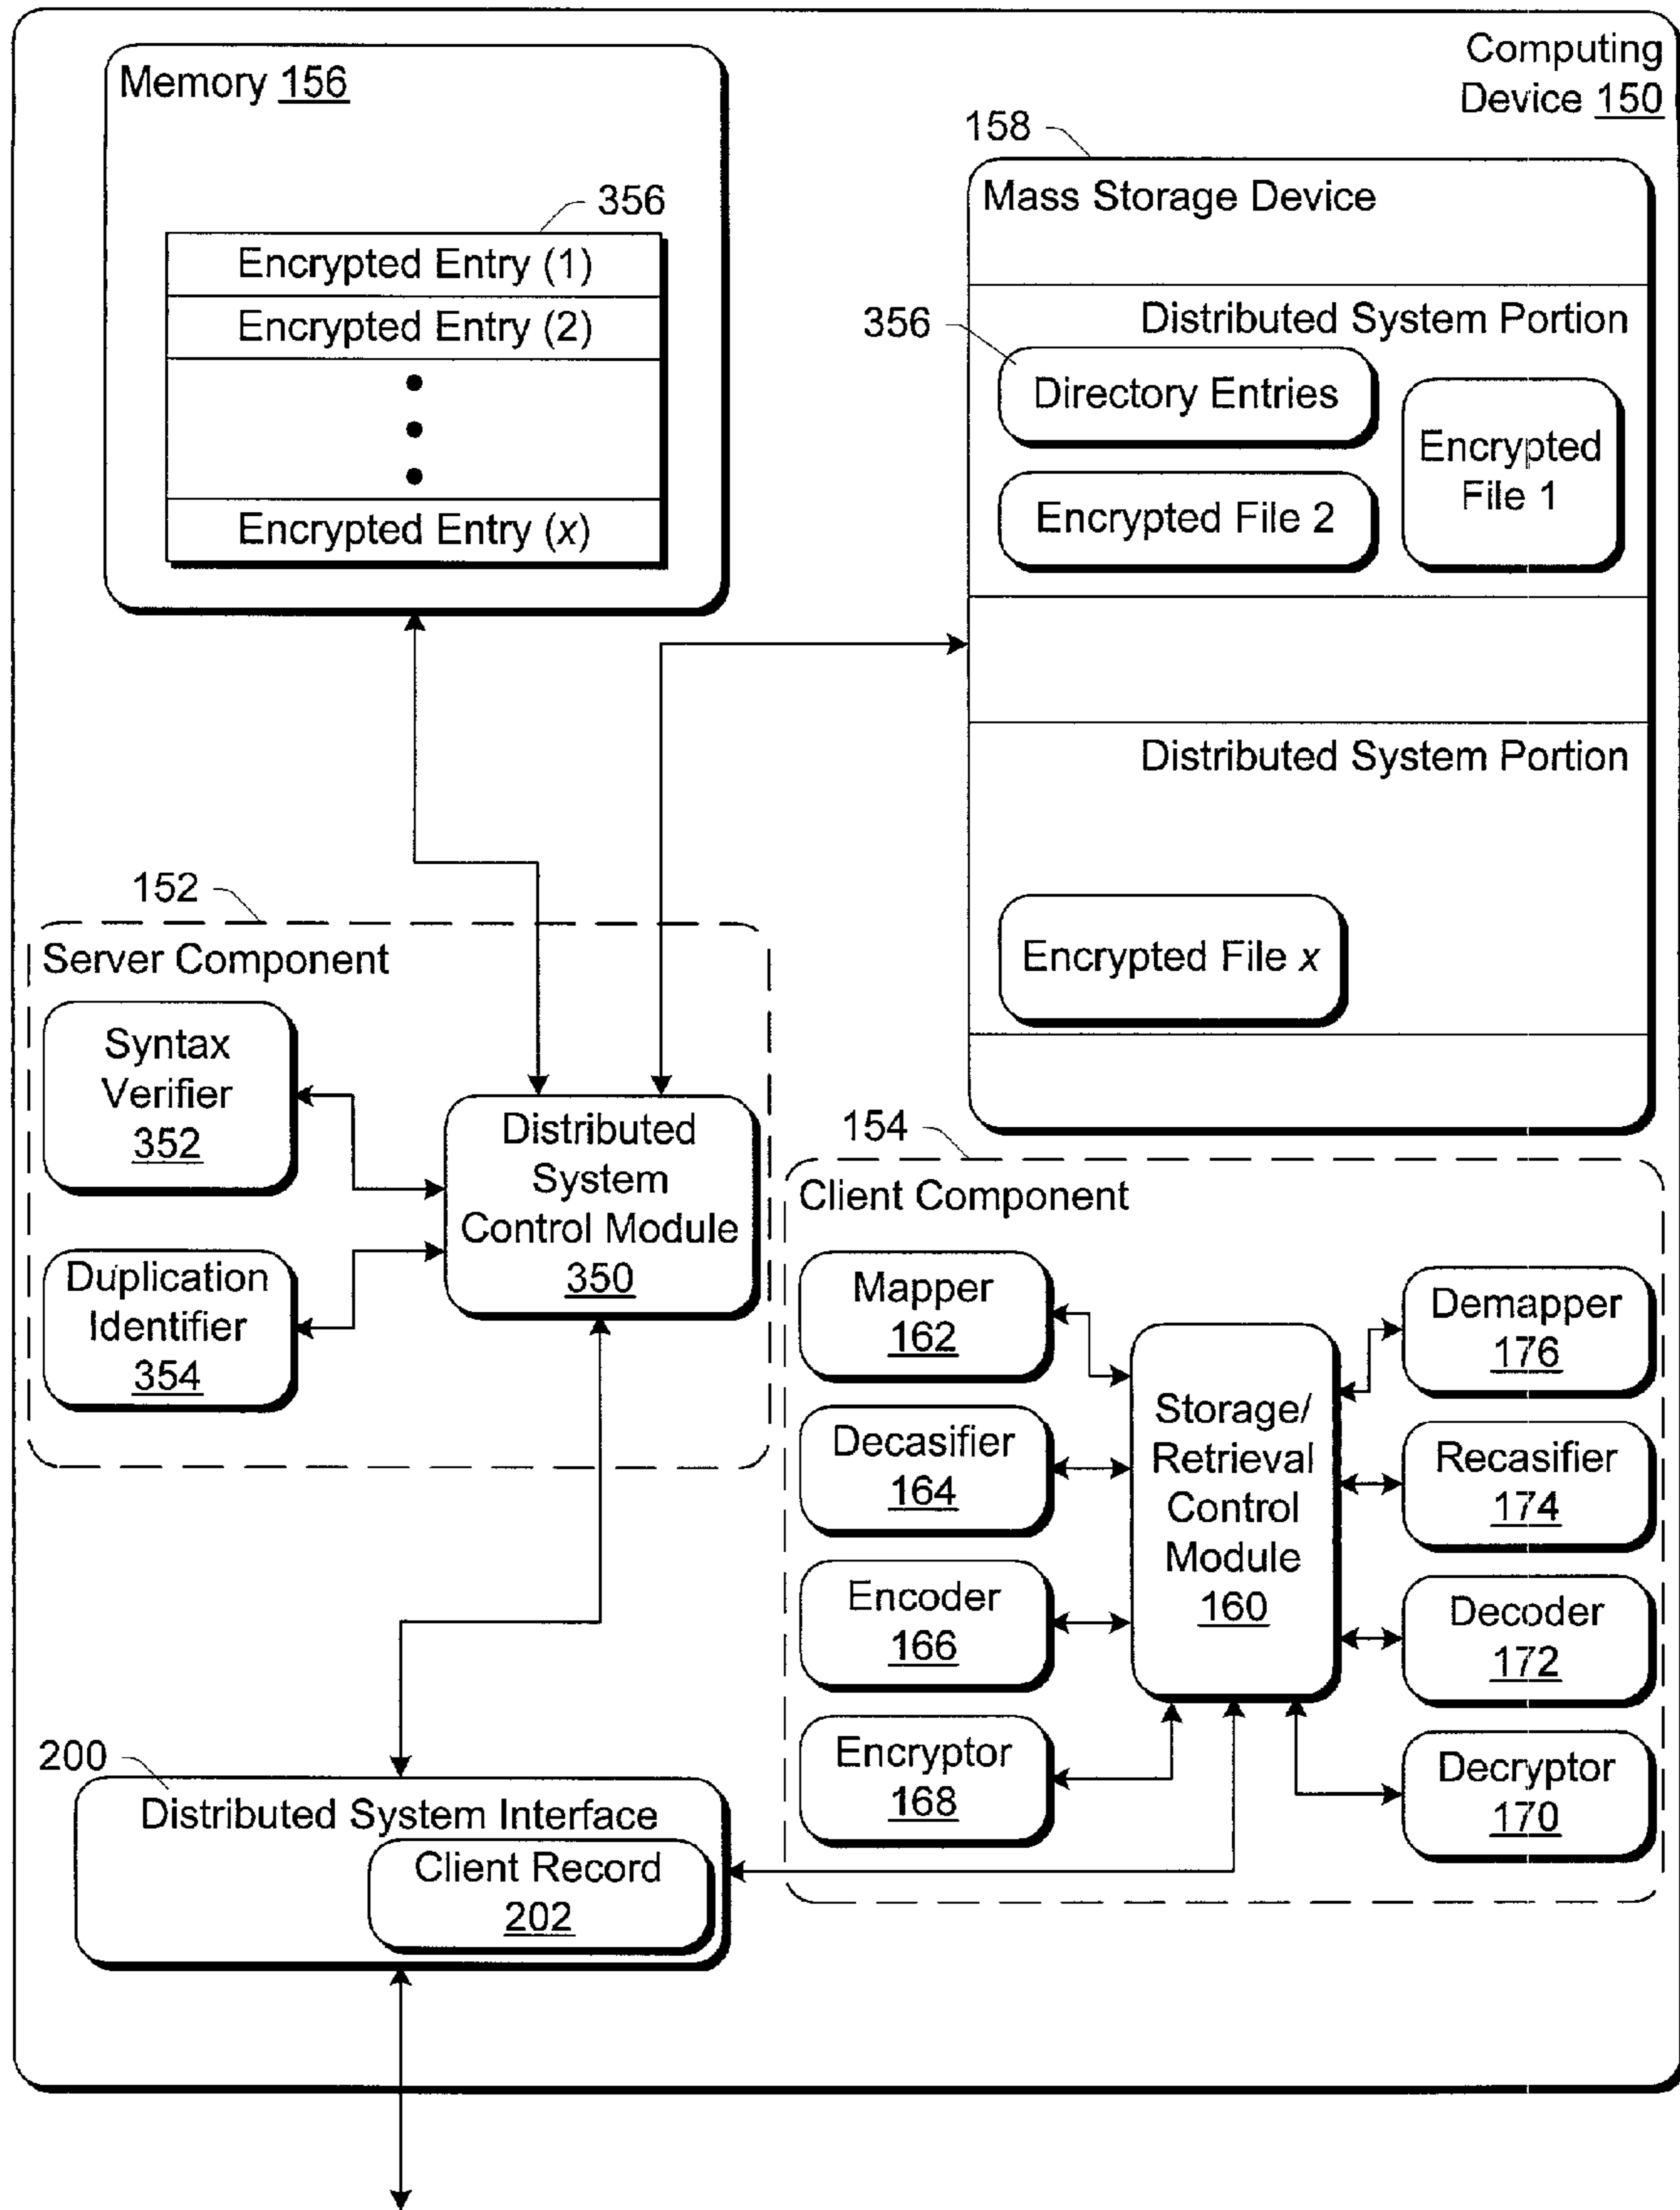 Computing
Device 150
Memory 156
356
Encrypted Entry (1)
Encrypted Entry (2)
Encrypted Entry (x)
158
Mass Storage Device
Distributed System Portion
356
Directory Entries
Encrypted
File 1
Encrypted File 2
Distributed System Portion
Encrypted File x
152
Server Component
Syntax
Verifier
352
Distributed
System
Control Module
350
Duplication
Identifier
354
154
Client Component
Mapper
162
Decasifier
164
Encoder
166
Encryptor
168
Storage/
Retrieval
Control
Module
160
Demapper
176
Recasifier
174
Decoder
172
Decryptor
170
200
Distributed System Interface
Client Record
202